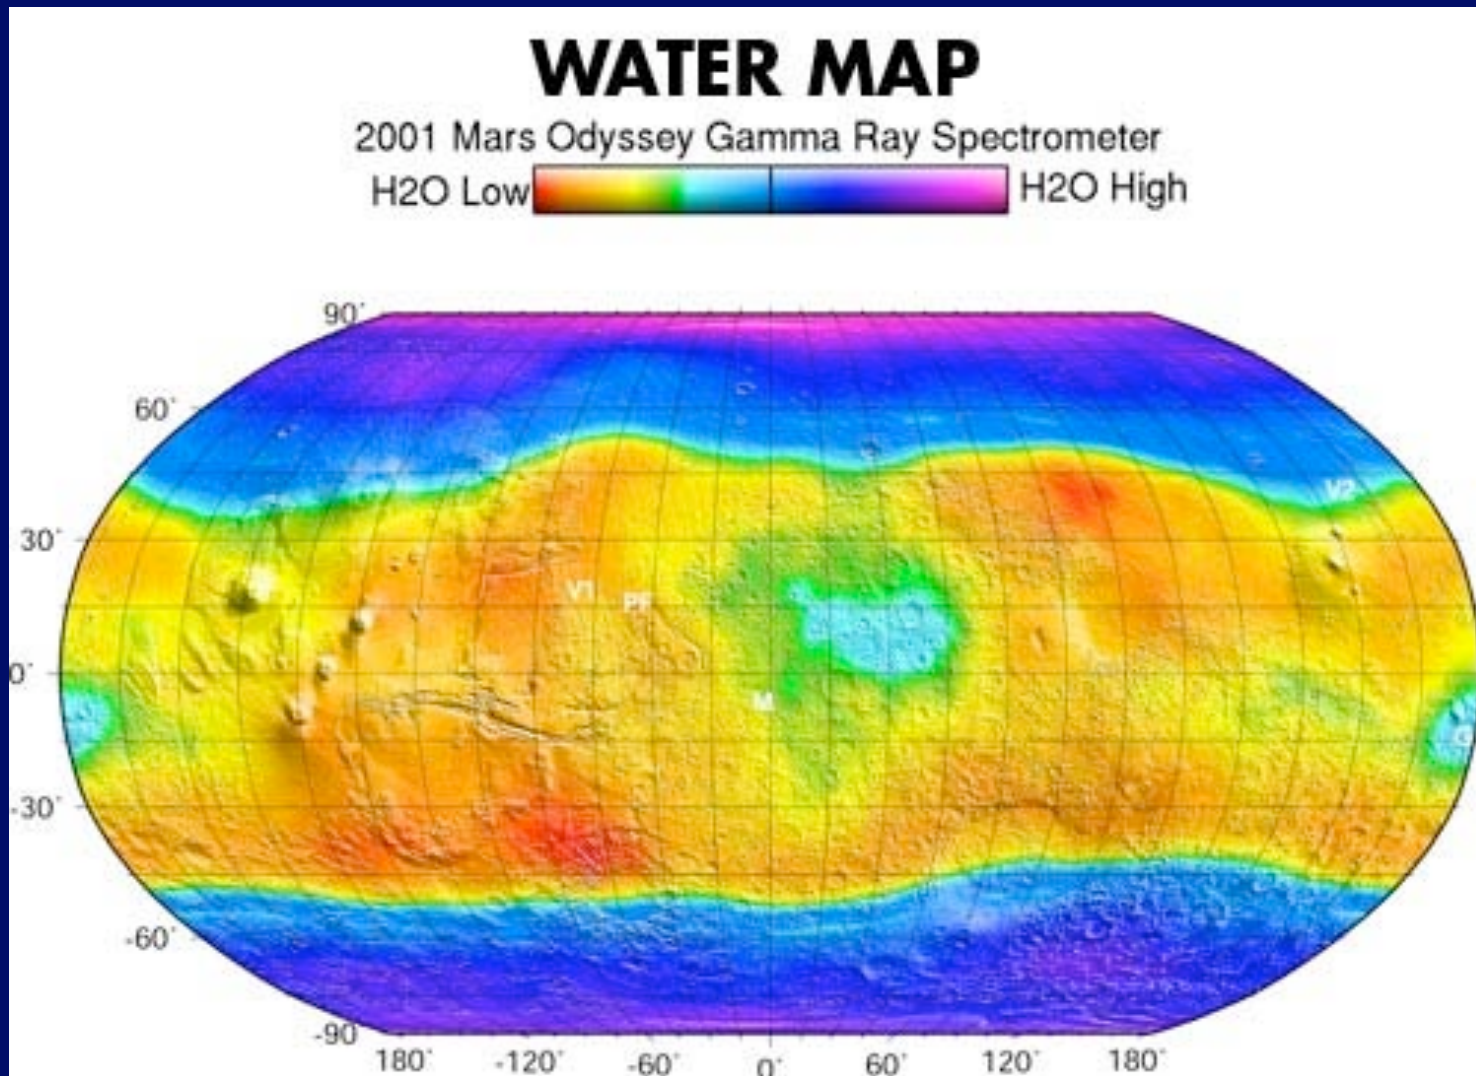 WATER MAP
2001 Mars Odyssey Gamma Ray Spectrometer
H2O Low H2O High
90°
60°
V2
30°
V1 PF
0°
M
G
-30°
-60°
-90
180° -120° -60° 0° 60° 120° 180°